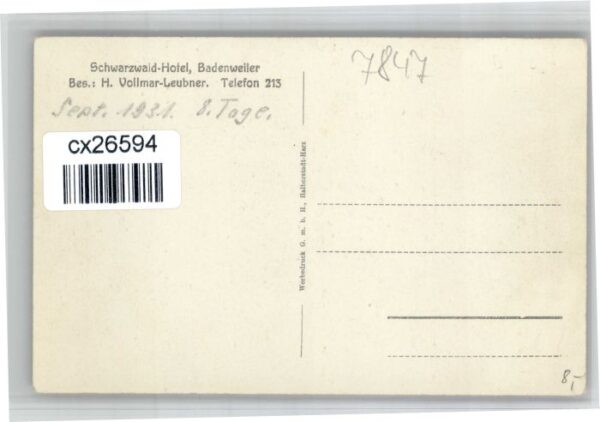 Schwarzwald-Hotel, Badenweiler
Bes.: H. Vollmar-Leubner. Telefon 213
Sept. 1931. 8. Tage.
7847
cx26594
Werbedruck G. m. b. H., Halberstadt-Harz
8,-